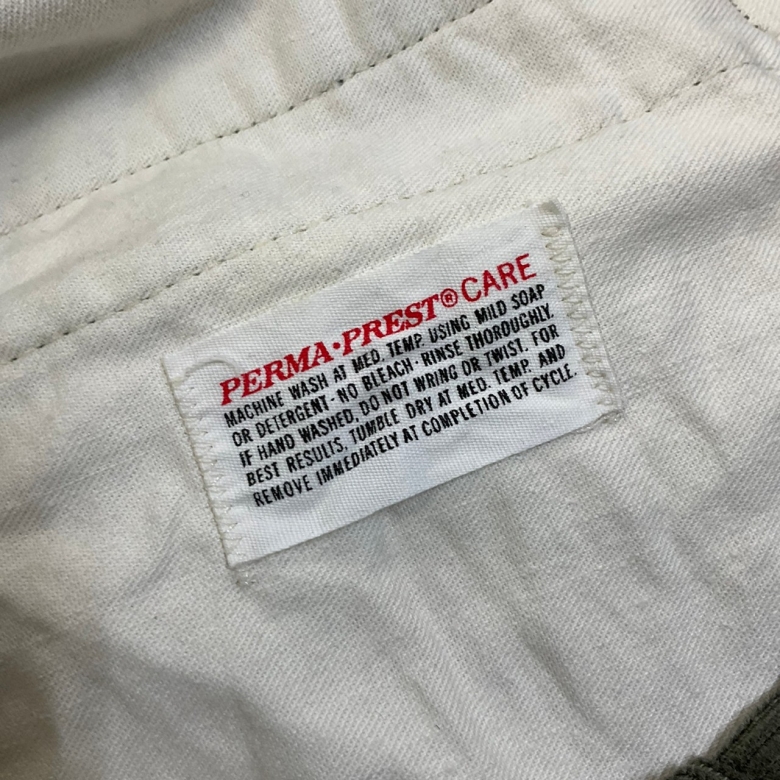 PERMA·PREST® CARE
MACHINE WASH AT MED. TEMP. USING MILD SOAP
OR DETERGENT · NO BLEACH · RINSE THOROUGHLY.
IF HAND WASHED, DO NOT WRING OR TWIST. FOR
BEST RESULTS, TUMBLE DRY AT MED. TEMP. AND
REMOVE IMMEDIATELY AT COMPLETION OF CYCLE.